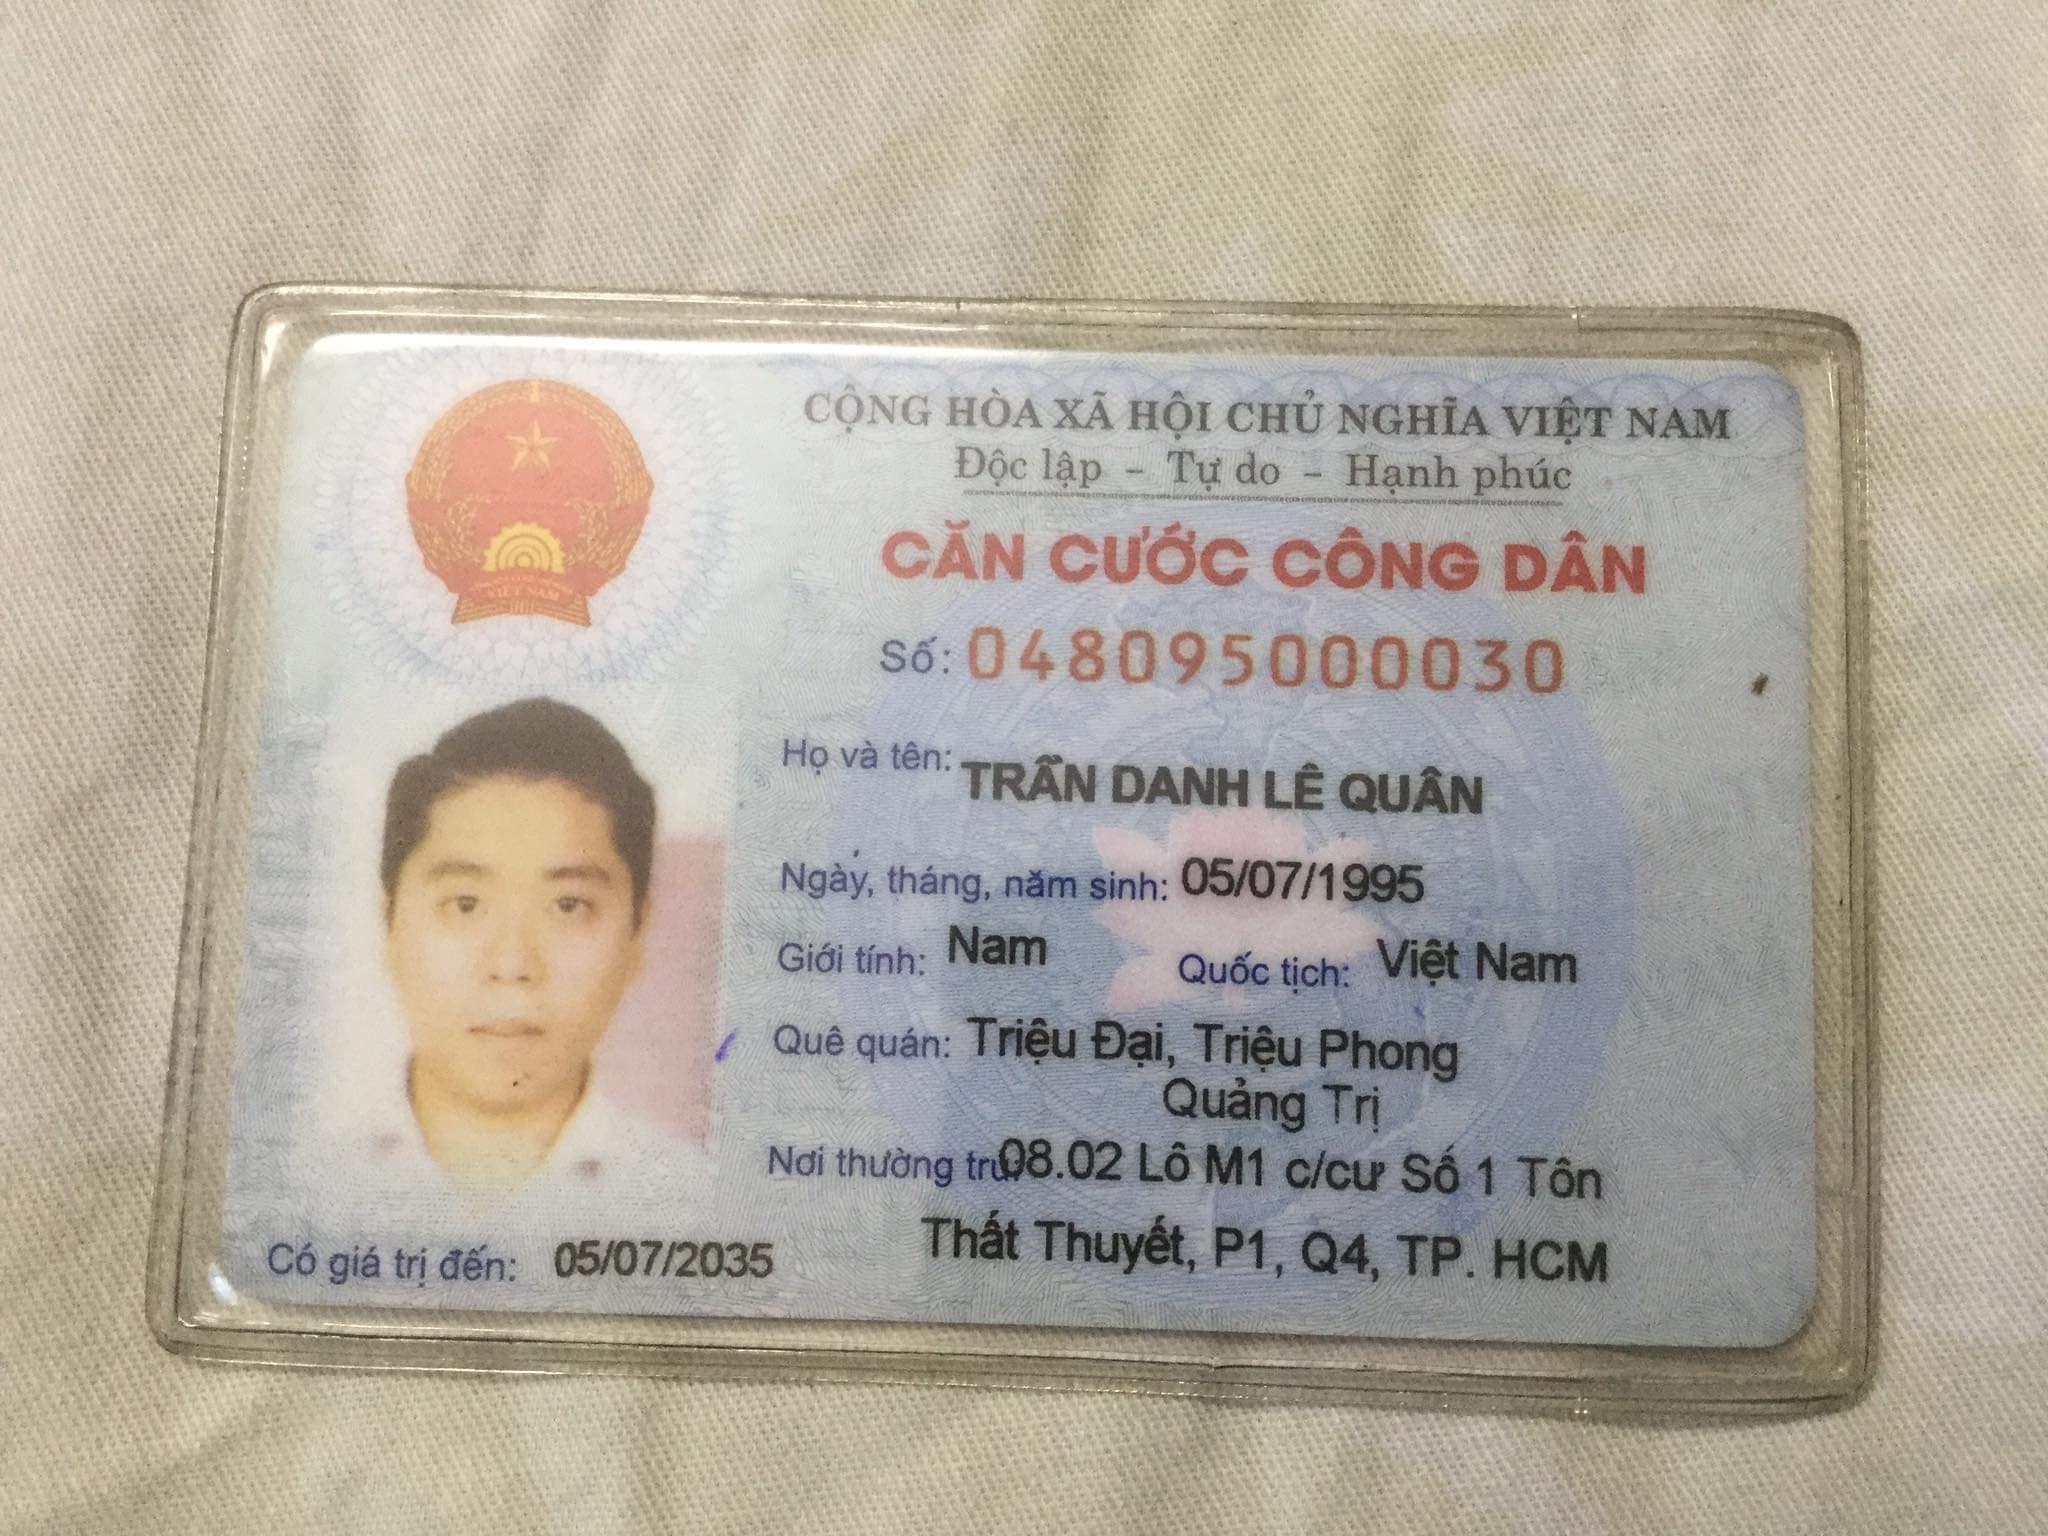 CỘNG HÒA XÃ HỘI CHỦ NGHĨA VIỆT NAM
Độc lập - Tự do - Hạnh phúc
CĂN CƯỚC CÔNG DÂN
Số: 048095000030
Họ và tên: TRẦN DANH LÊ QUÂN
Ngày, tháng, năm sinh: 05/07/1995
Giới tính: Nam Quốc tịch: Việt Nam
Quê quán: Triệu Đại, Triệu Phong
Quảng Trị
Nơi thường trú: 08.02 Lô M1 c/cư Số 1 Tôn
Thất Thuyết, P1, Q4, TP. HCM
Có giá trị đến: 05/07/2035
VIỆT NAM